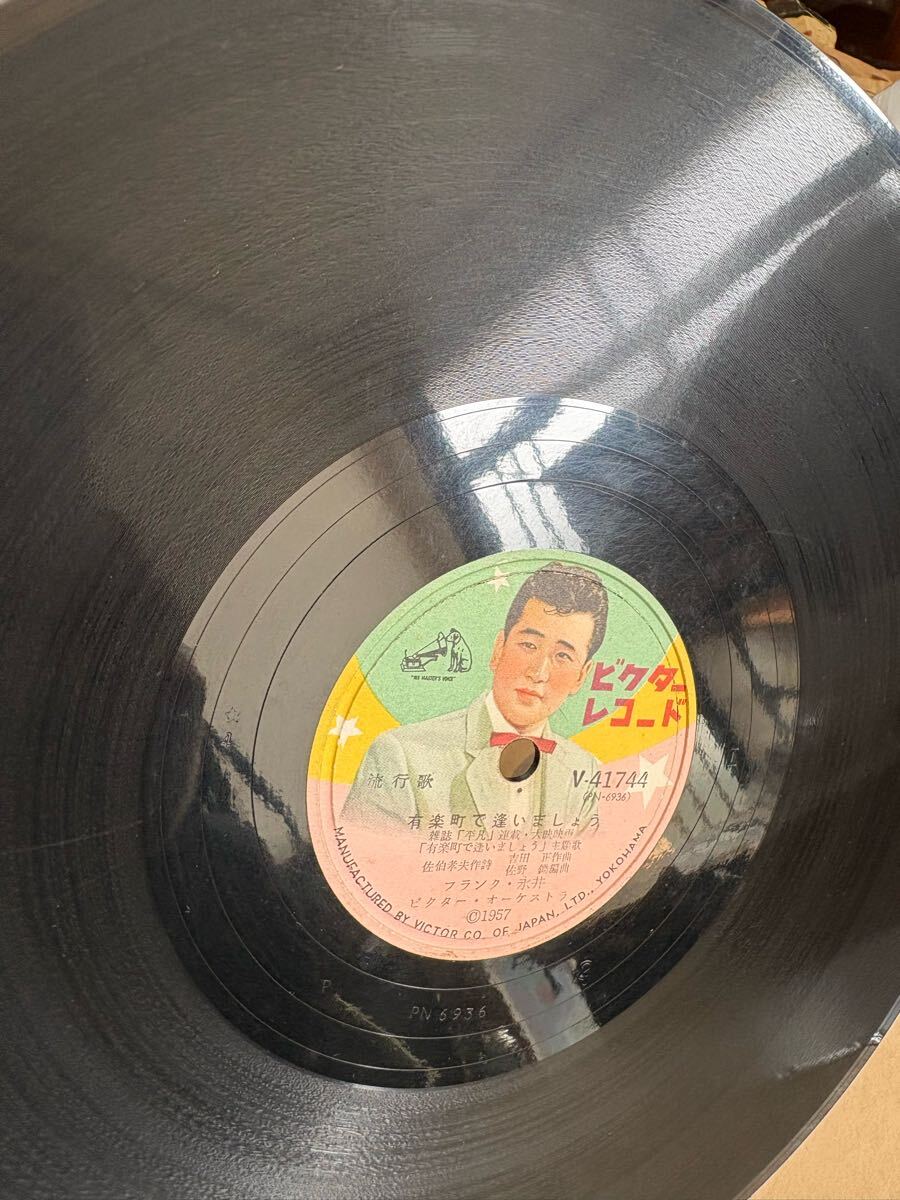 "HIS MASTER'S VOICE"
ビクター
レコード
流行歌
V-41744
(PN-6936)
有楽町で逢いましょう
雑誌「平凡」連載・大映映画
「有楽町で逢いましょう」主題歌
佐伯孝夫作詩 吉田 正作曲
佐野 鋤編曲
フランク・永井
ビクター・オーケストラ
©1957
MANUFACTURED BY VICTOR CO. OF JAPAN, LTD., YOKOHAMA
P
PN 6936